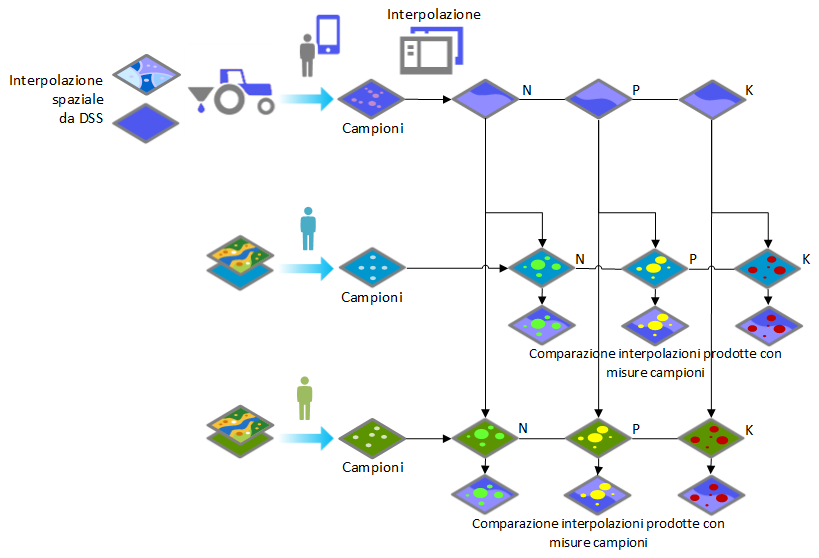 Interpolazione
Interpolazione
spaziale
da DSS
N
P
K
Campioni
N
P
K
Campioni
Comparazione interpolazioni prodotte con
misure campioni
N
P
K
Campioni
Comparazione interpolazioni prodotte con
misure campioni